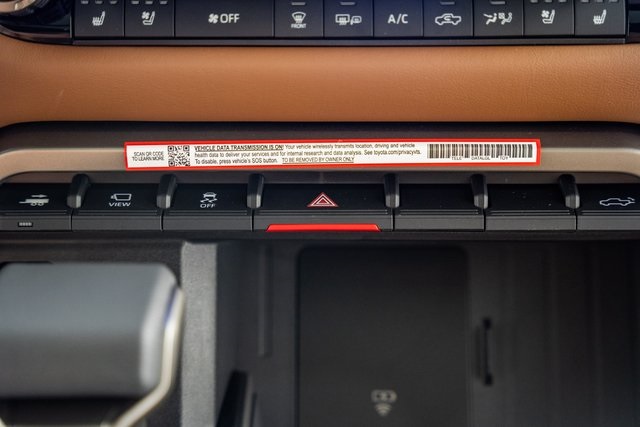 OFF
FRONT
A/C
SCAN QR CODE
TO LEARN MORE
VEHICLE DATA TRANSMISSION IS ON! Your vehicle wirelessly transmits location, driving and vehicle
health data to deliver your services and for internal research and data analysis. See toyota.com/privacyvts.
To disable, press vehicle's SOS button. TO BE REMOVED BY OWNER ONLY
VIEW
OFF